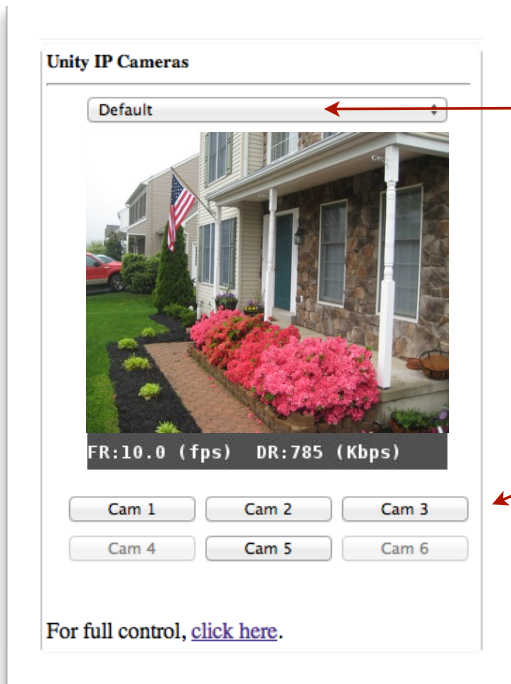 Unity IP Cameras
Default
FR:10.0 (fps) DR:785 (Kbps)
Cam 1 Cam 2 Cam 3
Cam 4 Cam 5 Cam 6
For full control, click here.